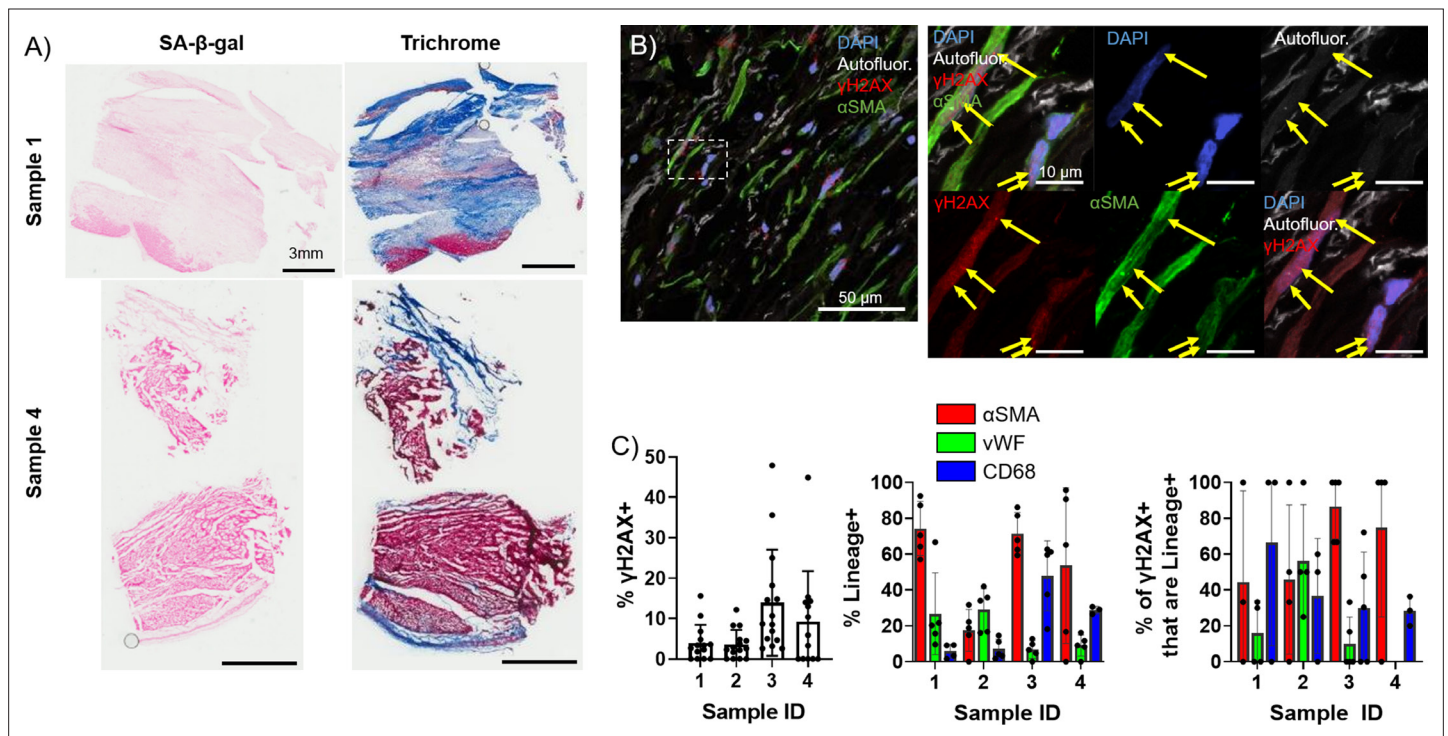 A)
SA-β-gal
Trichrome
Sample 1
3mm
Sample 4
B)
DAPI
Autofluor.
γH2AX
αSMA
50 µm
DAPI
Autofluor.
γH2AX
αSMA
10 µm
DAPI
Autofluor.
γH2AX
αSMA
DAPI
Autofluor.
γH2AX
C)
αSMA
vWF
CD68
% γH2AX+
50
40
30
20
10
0
1 2 3 4
Sample ID
% Lineage+
100
80
60
40
20
0
1 2 3 4
Sample ID
% of γH2AX+
that are Lineage+
100
80
60
40
20
0
1 2 3 4
Sample ID